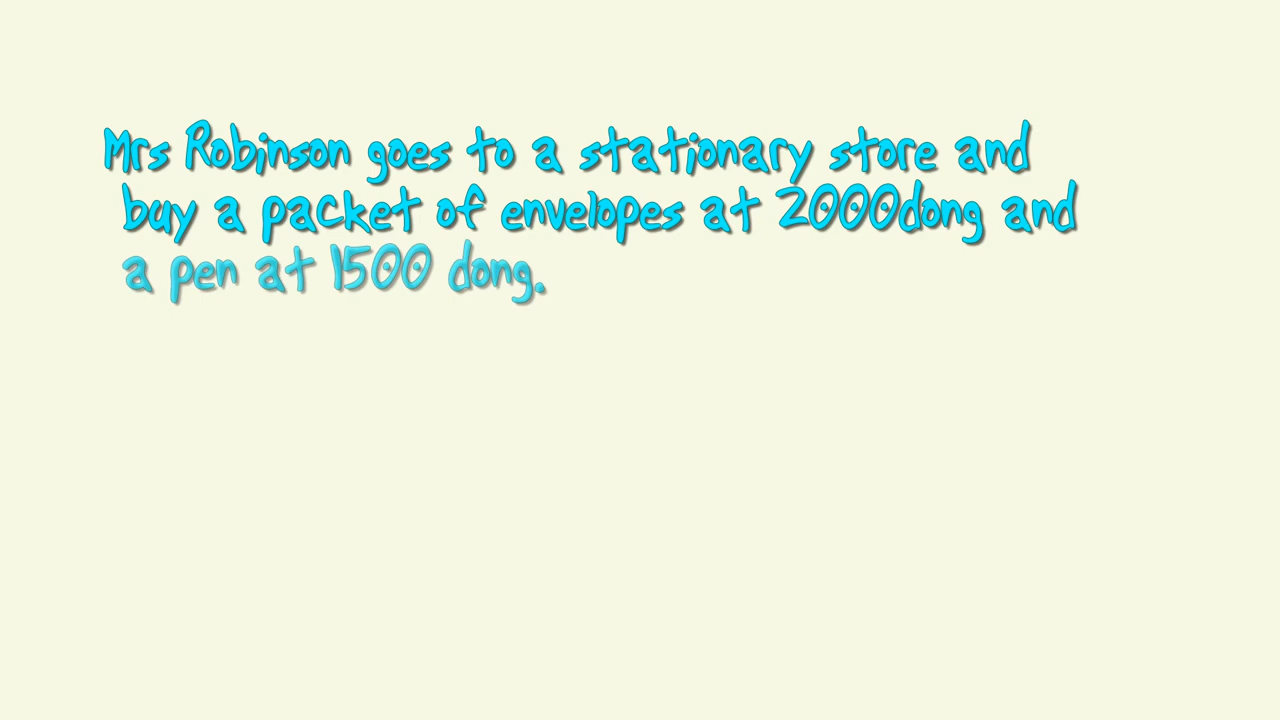 Mrs Robinson goes to a stationary store and
buy a packet of envelopes at 2000dong and
a pen at 1500 dong.